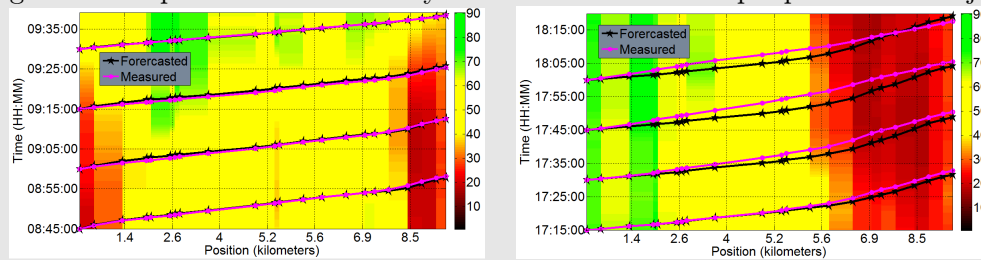 09:35:00
09:25:00
09:15:00
09:05:00
08:55:00
08:45:00
Time (HH:MM)
Forercasted
Measured
1.4 2.6 4 5.2 5.6 6.9 8.5
Position (kilometers)
90
80
70
60
50
40
30
20
10
18:15:00
18:05:00
17:55:00
17:45:00
17:35:00
17:25:00
17:15:00
Time (HH:MM)
Forercasted
Measured
1.4 2.6 4 5.2 5.6 6.9 8.5
Position (kilometers)